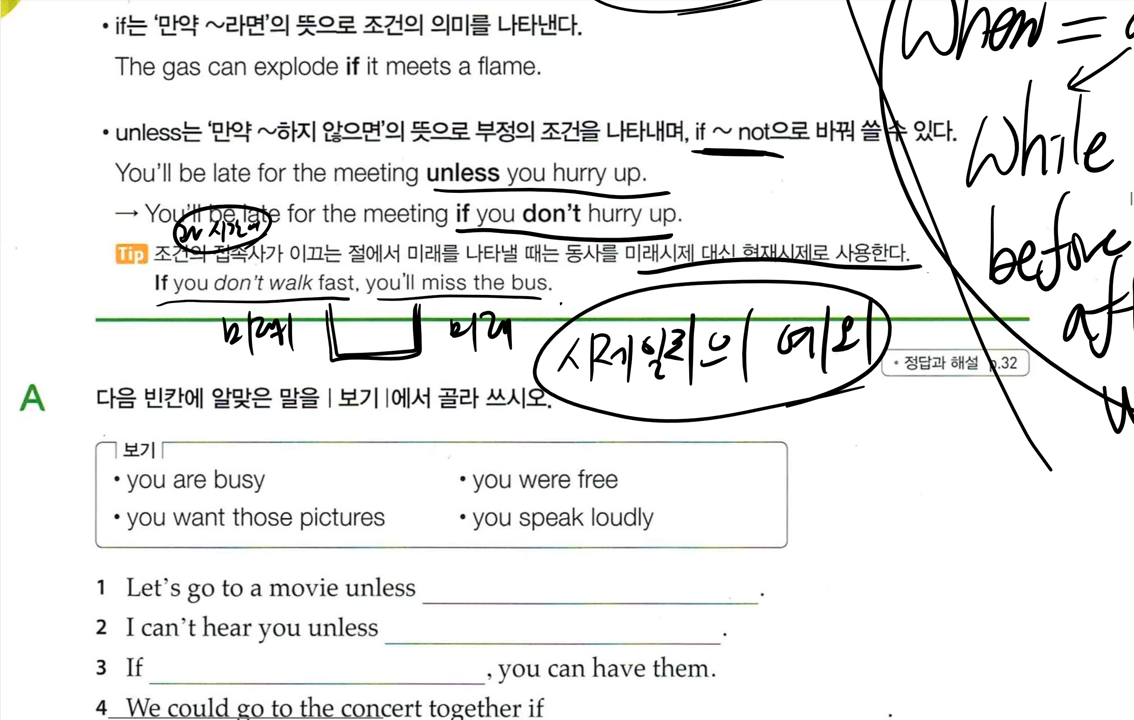 • if는 '만약 ~라면'의 뜻으로 조건의 의미를 나타낸다.
The gas can explode if it meets a flame.
When =
While
before
aft
• unless는 '만약 ~하지 않으면'의 뜻으로 부정의 조건을 나타내며, if ~ not으로 바꿔 쓸 수 있다.
You'll be late for the meeting unless you hurry up.
→ You'll be late for the meeting if you don't hurry up.
Tip 조건의 접속사가 이끄는 절에서 미래를 나타낼 때는 동사를 미래시제 대신 현재시제로 사용한다.
If you don't walk fast, you'll miss the bus.
미래
시제일리의 예외
• 정답과 해설 p.32
A 다음 빈칸에 알맞은 말을 |보기|에서 골라 쓰시오.
보기
• you are busy • you were free
• you want those pictures • you speak loudly
1 Let's go to a movie unless .
2 I can't hear you unless .
3 If , you can have them.
4 We could go to the concert together if .